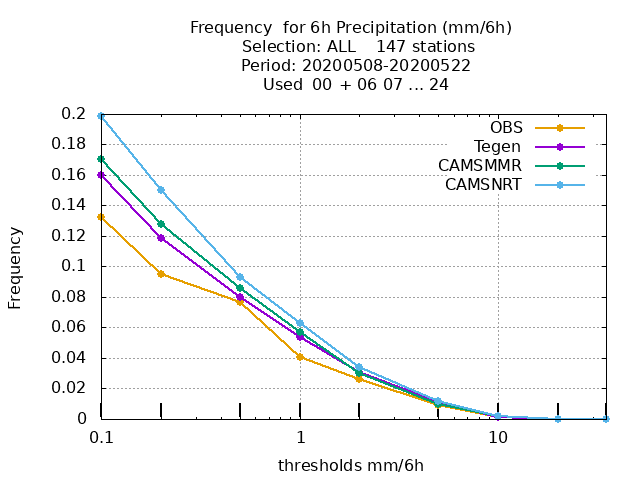 Frequency  for 6h Precipitation (mm/6h)
Selection: ALL    147 stations
Period: 20200508-20200522
Used  00 + 06 07 ... 24
OBS
Tegen
CAMSMMR
CAMSNRT
Frequency
0.2
0.18
0.16
0.14
0.12
0.1
0.08
0.06
0.04
0.02
0
0.1
1
10
thresholds mm/6h